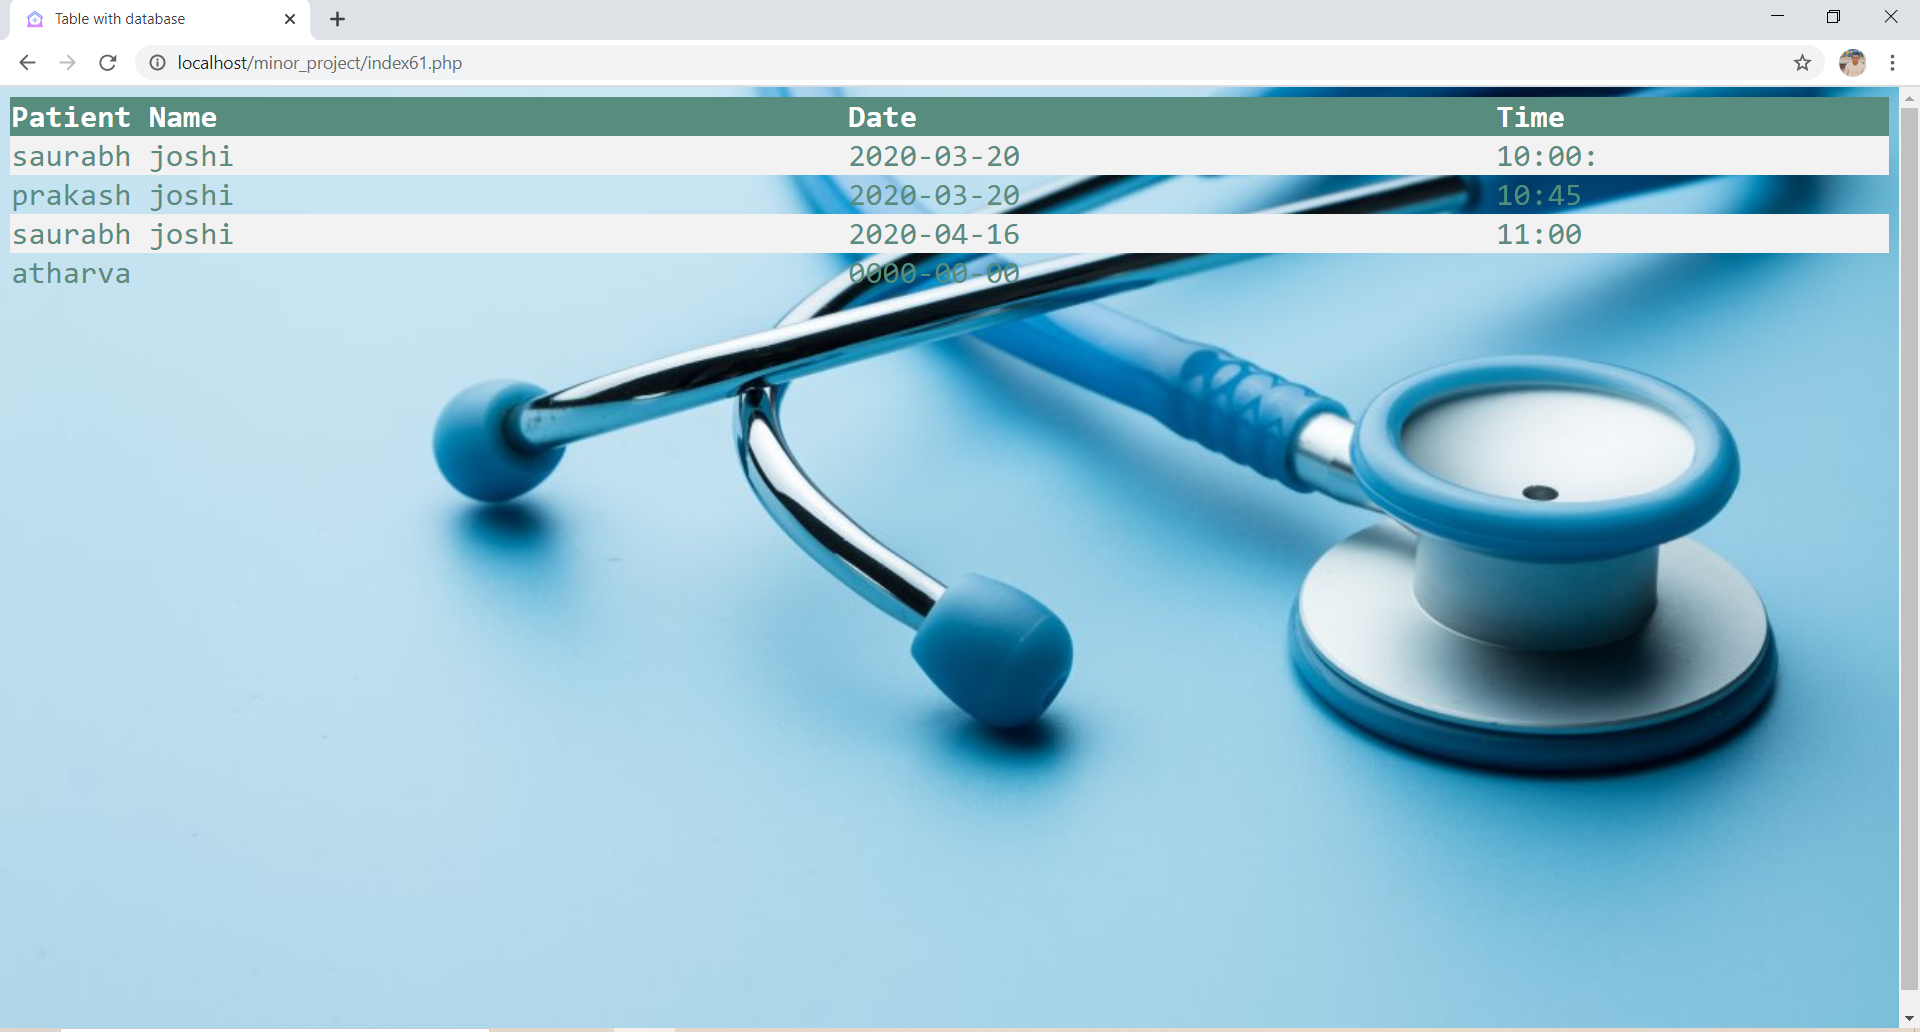 Table with database
localhost/minor_project/index61.php
Patient Name Date Time
saurabh joshi 2020-03-20 10:00:
prakash joshi 2020-03-20 10:45
saurabh joshi 2020-04-16 11:00
atharva 0000-00-00